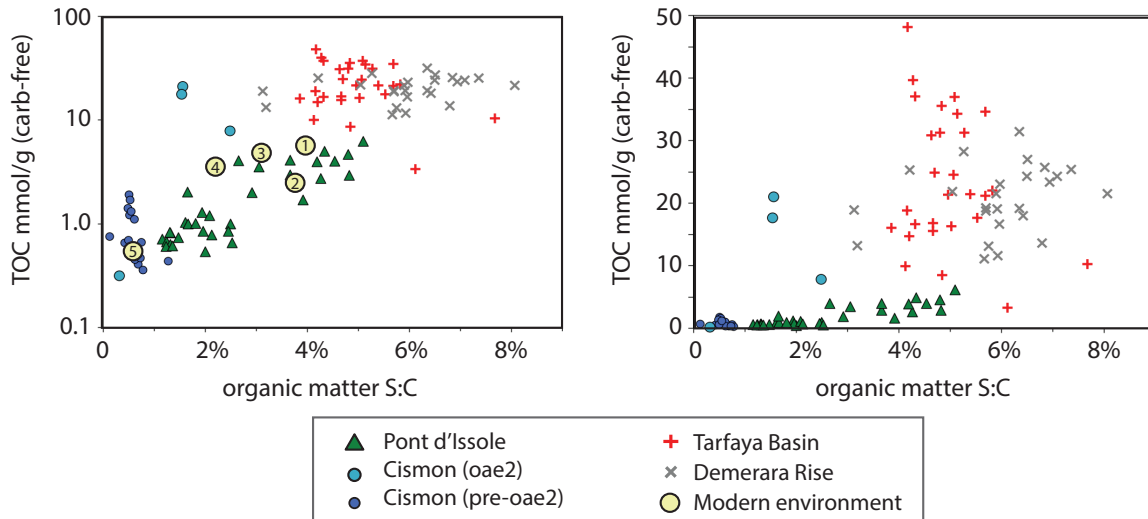 TOC mmol/g (carb-free)
100
10
1.0
0.1
1
2
3
4
5
0
2%
4%
6%
8%
organic matter S:C
TOC mmol/g (carb-free)
50
40
30
20
10
0
0
2%
4%
6%
8%
organic matter S:C
Pont d'Issole
Cismon (oae2)
Cismon (pre-oae2)
Tarfaya Basin
Demerara Rise
Modern environment